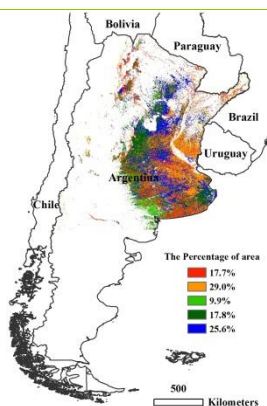 Bolivia
Paraguay
Brazil
Uruguay
Argentina
Chile
The Percentage of area
17.7%
29.0%
9.9%
17.8%
25.6%
500
Kilometers